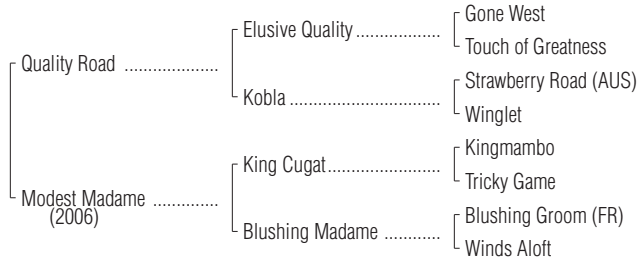 Gone West
Elusive Quality ..................
Touch of Greatness
Quality Road ....................
Strawberry Road (AUS)
Kobla ................................
Winglet
Kingmambo
King Cugat........................
Tricky Game
Modest Madame ..............
(2006)
Blushing Groom (FR)
Blushing Madame .............
Winds Aloft